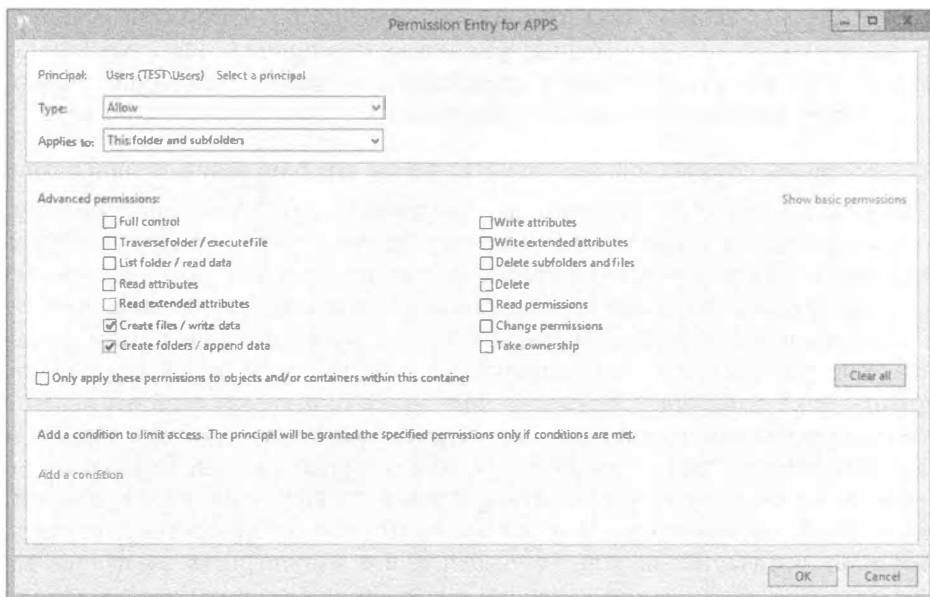 Permission Entry for APPS
Principal: Users (TEST\Users) Select a principal
Type: Allow
Applies to: This folder and subfolders
Advanced permissions: Show basic permissions
Full control
Traverse folder / execute file
List folder / read data
Read attributes
Read extended attributes
Create files / write data
Create folders / append data
Write attributes
Write extended attributes
Delete subfolders and files
Delete
Read permissions
Change permissions
Take ownership
Only apply these permissions to objects and/or containers within this container Clear all
Add a condition to limit access. The principal will be granted the specified permissions only if conditions are met.
Add a condition
OK Cancel